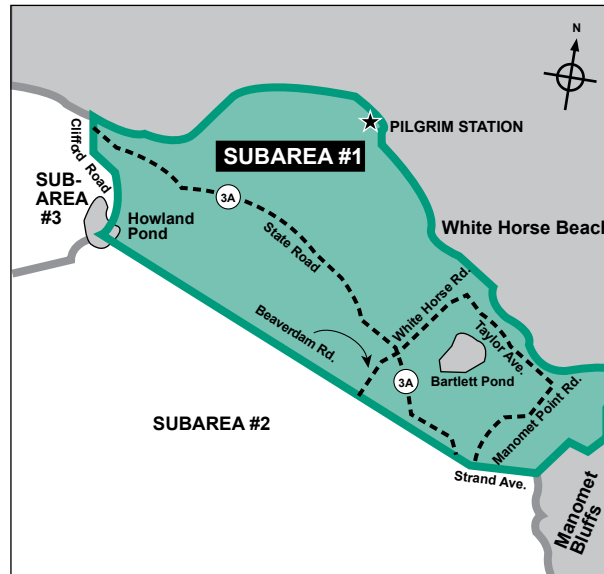 N
PILGRIM STATION
SUBAREA #1
Clifford Road
SUB-
AREA
#3
3A
Howland
Pond
State Road
White Horse Beach
White Horse Rd.
Beaverdam Rd.
Taylor Ave.
Bartlett Pond
3A
Manomet Point Rd.
SUBAREA #2
Strand Ave.
Manomet
Bluffs